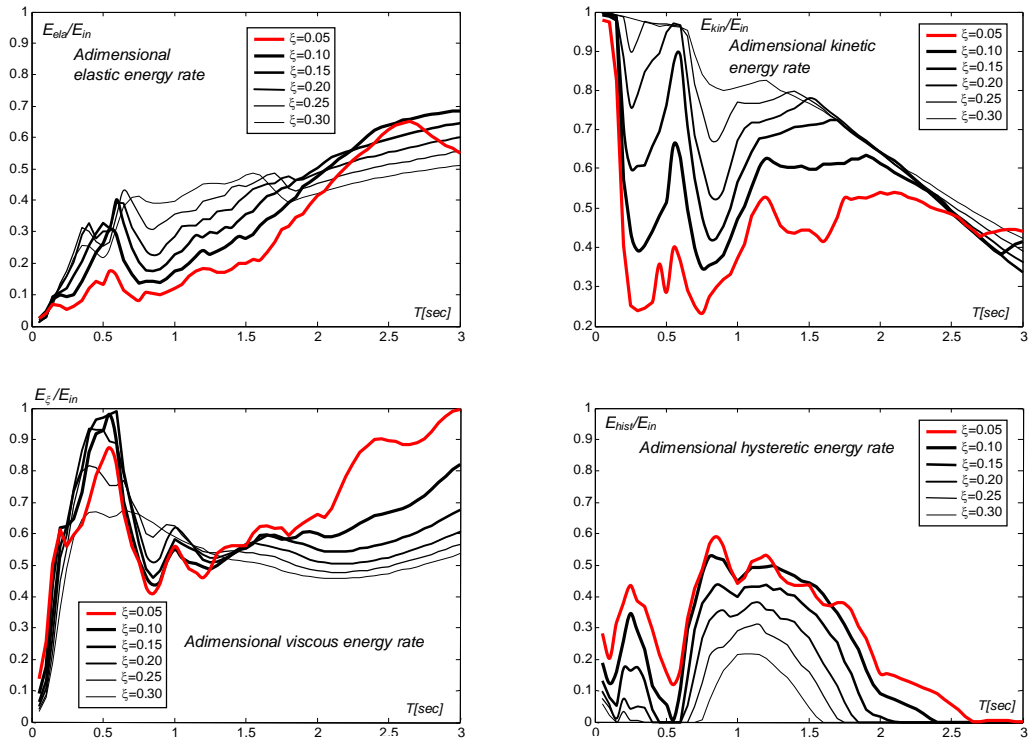 E_ela/E_in
Adimensional
elastic energy rate
ξ=0.05
ξ=0.10
ξ=0.15
ξ=0.20
ξ=0.25
ξ=0.30
1
0.9
0.8
0.7
0.6
0.5
0.4
0.3
0.2
0.1
0
T[sec]
0 0.5 1 1.5 2 2.5 3
E_kin/E_in
Adimensional kinetic
energy rate
ξ=0.05
ξ=0.10
ξ=0.15
ξ=0.20
ξ=0.25
ξ=0.30
1
0.9
0.8
0.7
0.6
0.5
0.4
0.3
0.2
T[sec]
0 0.5 1 1.5 2 2.5 3
E_ξ/E_in
1
0.9
0.8
0.7
0.6
0.5
0.4
0.3
0.2
0.1
0
ξ=0.05
ξ=0.10
ξ=0.15
ξ=0.20
ξ=0.25
ξ=0.30
Adimensional viscous energy rate
T[sec]
0 0.5 1 1.5 2 2.5 3
E_hist/E_in
Adimensional hysteretic energy rate
ξ=0.05
ξ=0.10
ξ=0.15
ξ=0.20
ξ=0.25
ξ=0.30
1
0.9
0.8
0.7
0.6
0.5
0.4
0.3
0.2
0.1
0
T[sec]
0 0.5 1 1.5 2 2.5 3